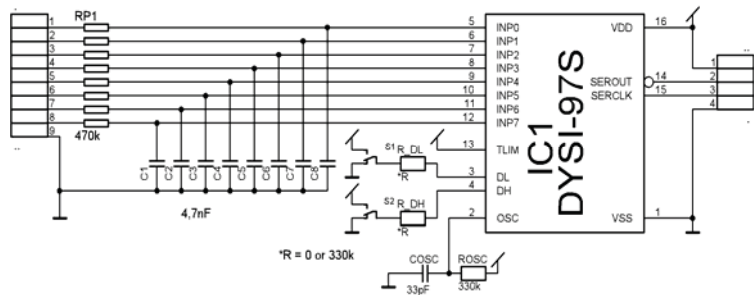 RP1
1
2
3
4
5
6
7
8
9
470k
C1 C2 C3 C4 C5 C6 C7 C8
4,7nF
5 INP0
6 INP1
7 INP2
8 INP3
9 INP4
10 INP5
11 INP6
12 INP7
13 TLIM
S1 R_DL
*R
3 DL
S2 R_DH
*R
4 DH
2 OSC
*R = 0 or 330k
COSC
33pF
ROSC
330k
IC1
DYSI-97S
VDD 16
SEROUT 14
SERCLK 15
VSS 1
1
2
3
4